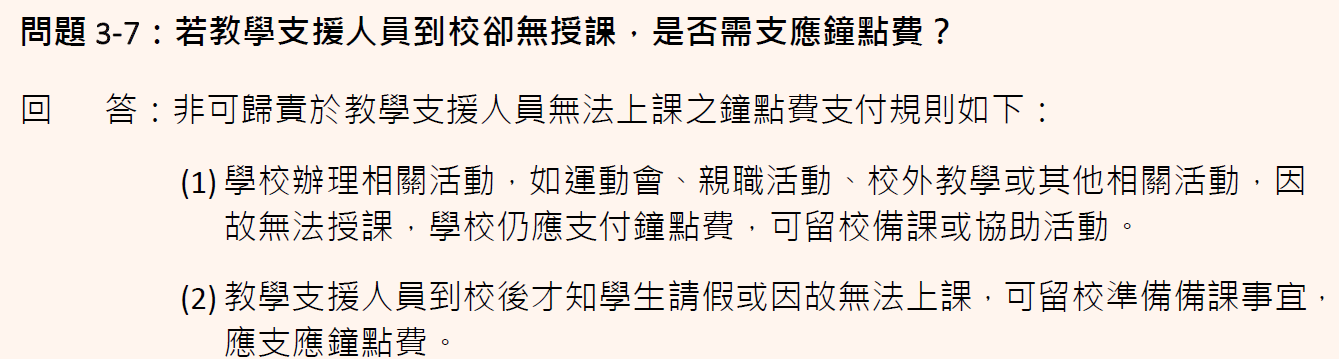 問題 3-7：若教學支援人員到校卻無授課，是否需支應鐘點費？
回　　答：非可歸責於教學支援人員無法上課之鐘點費支付規則如下：
(1) 學校辦理相關活動，如運動會、親職活動、校外教學或其他相關活動，因
故無法授課，學校仍應支付鐘點費，可留校備課或協助活動。
(2) 教學支援人員到校後才知學生請假或因故無法上課，可留校準備備課事宜，
應支應鐘點費。